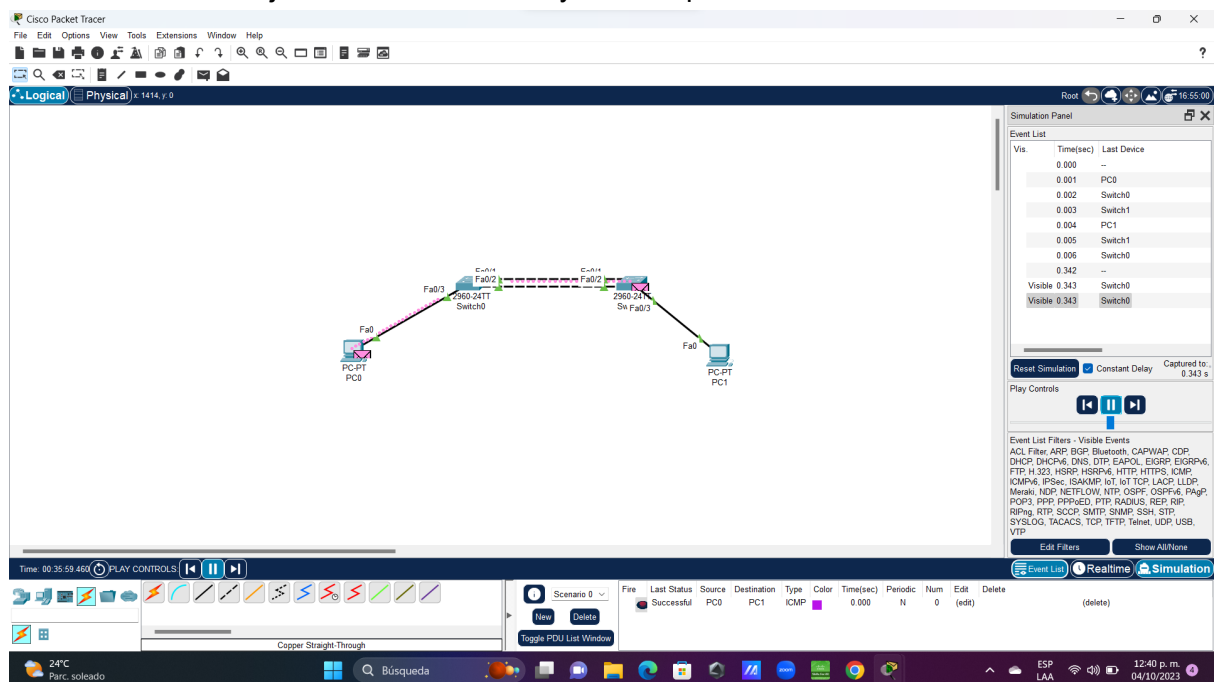 Cisco Packet Tracer
File Edit Options View Tools Extensions Window Help
?
Logical Physical x: 1414, y: 0 Root 16:55:00
Simulation Panel
Event List
Vis. Time(sec) Last Device
0.000 --
0.001 PC0
0.002 Switch0
0.003 Switch1
0.004 PC1
0.005 Switch1
0.006 Switch0
0.342 --
Visible 0.343 Switch0
Visible 0.343 Switch0
Fa0/2 Fa0/2
Fa0/3
2960-24TT
Switch0
2960-24TT
Fa0/3
Fa0
PC-PT
PC0
Fa0
PC-PT
PC1
Reset Simulation Constant Delay Captured to:
0.343 s
Play Controls
Event List Filters - Visible Events
ACL Filter, ARP, BGP, Bluetooth, CAPWAP, CDP,
DHCP, DHCPv6, DNS, DTP, EAPOL, EIGRP, EIGRPv6,
FTP, H.323, HSRP, HSRPv6, HTTP, HTTPS, ICMP,
ICMPv6, IPSec, ISAKMP, IoT, IoT TCP, LACP, LLDP,
Meraki, NDP, NETFLOW, NTP, OSPF, OSPFv6, PAgP,
POP3, PPP, PPPoED, PTP, RADIUS, REP, RIP,
RIPng, RTP, SCCP, SMTP, SNMP, SSH, STP,
SYSLOG, TACACS, TCP, TFTP, Telnet, UDP, USB,
VTP
Edit Filters Show All/None
Time: 00:35:59.460 PLAY CONTROLS: Event List Realtime Simulation
Scenario 0
New Delete
Toggle PDU List Window
Fire Last Status Source Destination Type Color Time(sec) Periodic Num Edit Delete
Successful PC0 PC1 ICMP 0.000 N 0 (edit) (delete)
Copper Straight-Through
24°C
Parc. soleado
Búsqueda
ESP
LAA
12:40 p. m.
04/10/2023
4